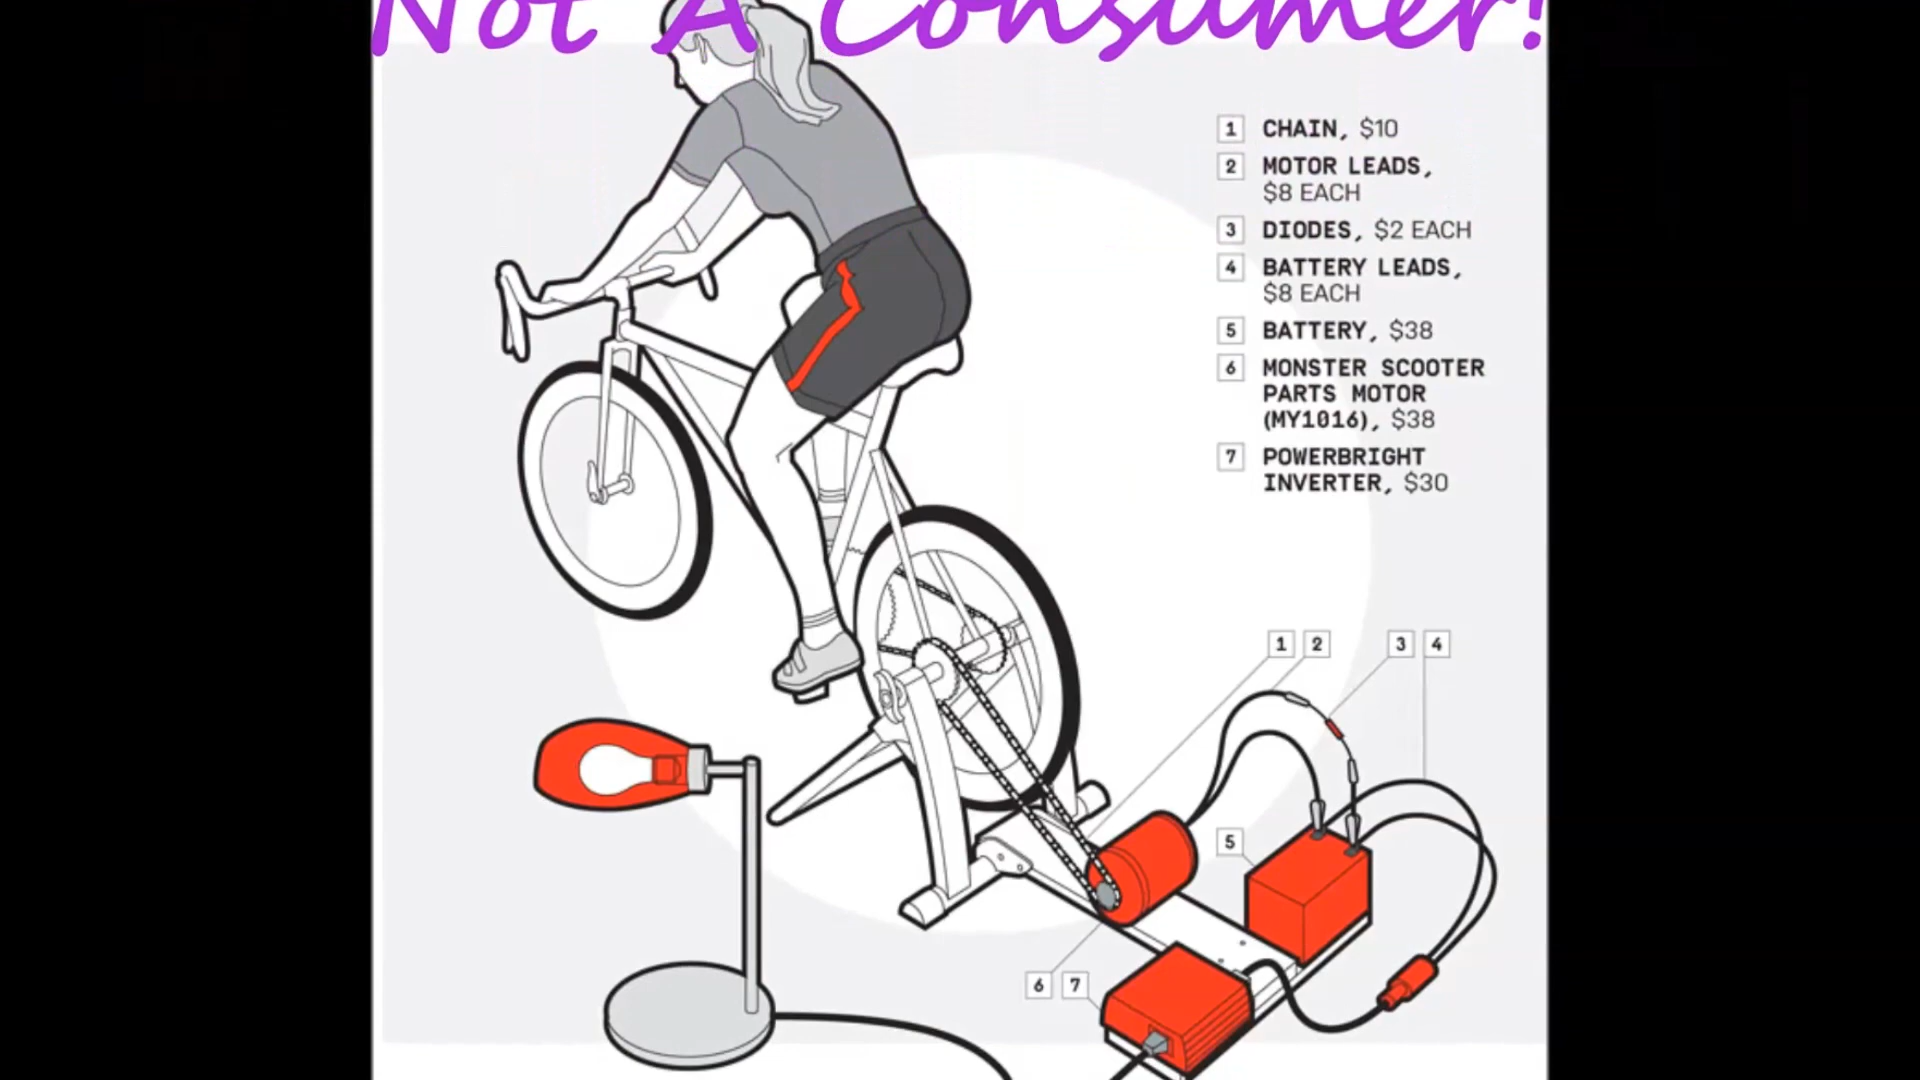 Not A Consumer!
1 CHAIN, $10
2 MOTOR LEADS,
$8 EACH
3 DIODES, $2 EACH
4 BATTERY LEADS,
$8 EACH
5 BATTERY, $38
6 MONSTER SCOOTER
PARTS MOTOR
(MY1016), $38
7 POWERBRIGHT
INVERTER, $30
1 2 3 4
5
6 7